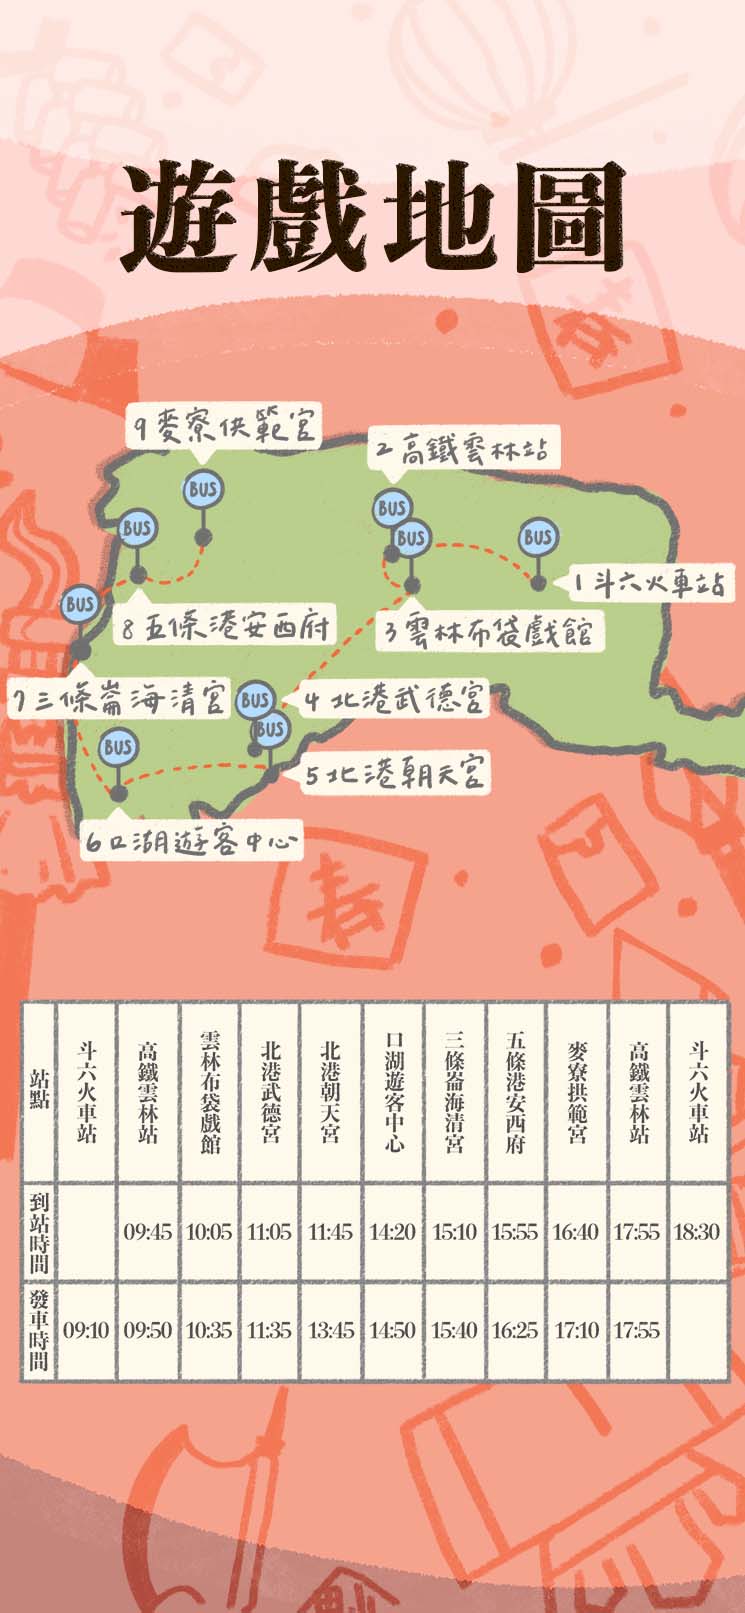 遊戲地圖
9麥寮供範宮
2高鐵雲林站
BUS
BUS
BUS
BUS
BUS
1斗六火車站
BUS
8五條港安西府
3雲林布袋戲館
7三條崙海清宮
BUS
4北港武德宮
BUS
BUS
5北港朝天宮
6口湖遊客中心
站點 斗六火車站 高鐵雲林站 雲林布袋戲館 北港武德宮 北港朝天宮 口湖遊客中心 三條崙海清宮 五條港安西府 麥寮拱範宮 高鐵雲林站 斗六火車站
到站時間 09:45 10:05 11:05 11:45 14:20 15:10 15:55 16:40 17:55 18:30
發車時間 09:10 09:50 10:35 11:35 13:45 14:50 15:40 16:25 17:10 17:55
春
春